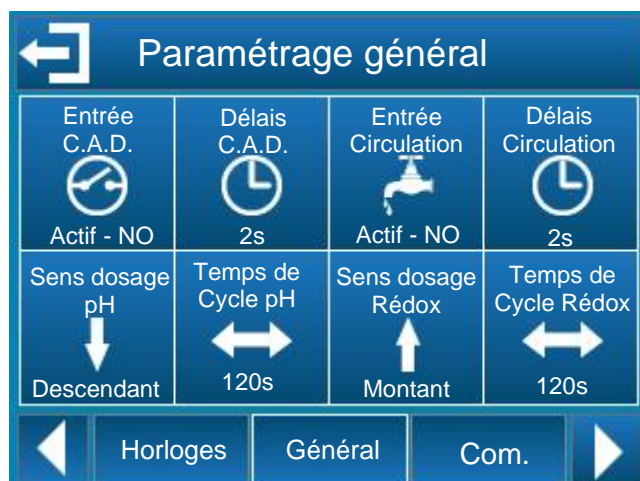 Paramétrage général
Entrée
C.A.D.
Actif - NO
Délais
C.A.D.
2s
Entrée
Circulation
Actif - NO
Délais
Circulation
2s
Sens dosage
pH
Descendant
Temps de
Cycle pH
120s
Sens dosage
Rédox
Montant
Temps de
Cycle Rédox
120s
Horloges
Général
Com.